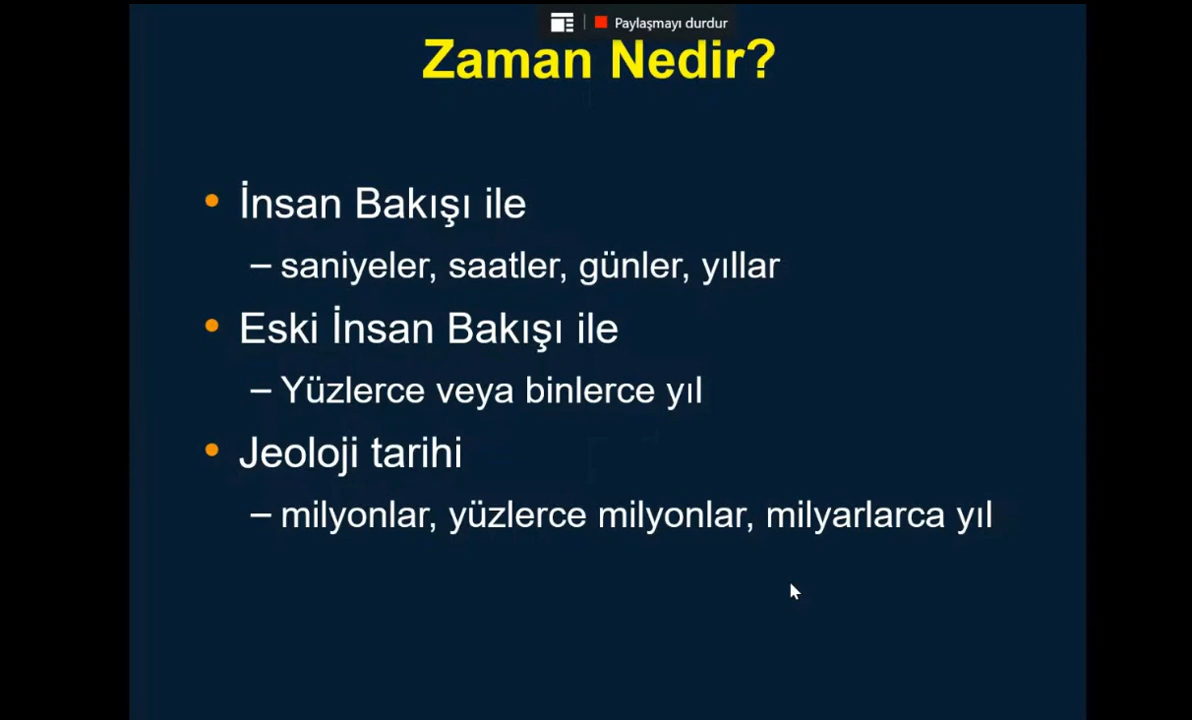 Paylaşmayı durdur
Zaman Nedir?
• İnsan Bakışı ile
– saniyeler, saatler, günler, yıllar
• Eski İnsan Bakışı ile
– Yüzlerce veya binlerce yıl
• Jeoloji tarihi
– milyonlar, yüzlerce milyonlar, milyarlarca yıl